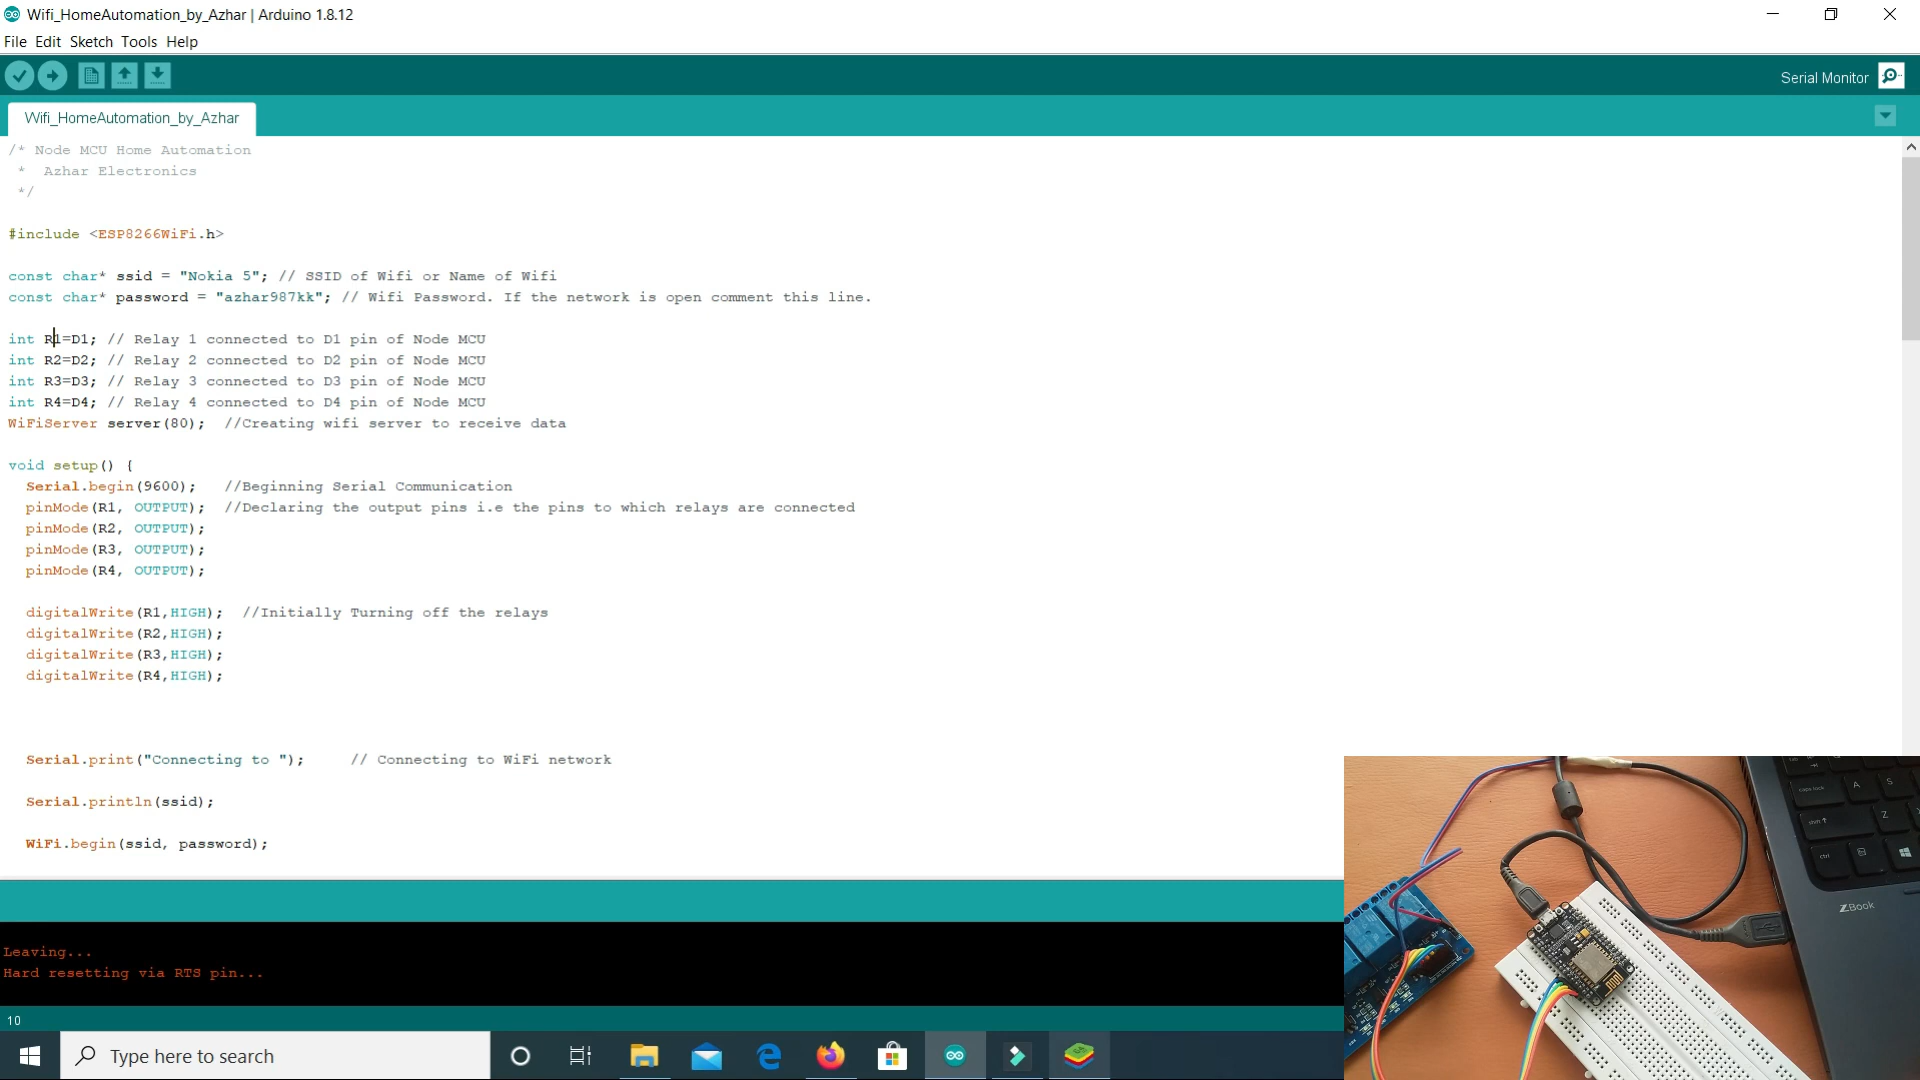 Wifi_HomeAutomation_by_Azhar | Arduino 1.8.12
File Edit Sketch Tools Help
Serial Monitor
Wifi_HomeAutomation_by_Azhar
/* Node MCU Home Automation
 *  Azhar Electronics
 */
#include <ESP8266WiFi.h>
const char* ssid = "Nokia 5"; // SSID of Wifi or Name of Wifi
const char* password = "azhar987kk"; // Wifi Password. If the network is open comment this line.
int R1=D1; // Relay 1 connected to D1 pin of Node MCU
int R2=D2; // Relay 2 connected to D2 pin of Node MCU
int R3=D3; // Relay 3 connected to D3 pin of Node MCU
int R4=D4; // Relay 4 connected to D4 pin of Node MCU
WiFiServer server(80);  //Creating wifi server to receive data
void setup() {
  Serial.begin(9600);   //Beginning Serial Communication
  pinMode(R1, OUTPUT);  //Declaring the output pins i.e the pins to which relays are connected
  pinMode(R2, OUTPUT);
  pinMode(R3, OUTPUT);
  pinMode(R4, OUTPUT);
  digitalWrite(R1,HIGH);  //Initially Turning off the relays
  digitalWrite(R2,HIGH);
  digitalWrite(R3,HIGH);
  digitalWrite(R4,HIGH);
  Serial.print("Connecting to ");     // Connecting to WiFi network
  Serial.println(ssid);
  WiFi.begin(ssid, password);
Leaving...
Hard resetting via RTS pin...
10
Type here to search
caps lock
A
S
shift
Z
ctrl
ZBook